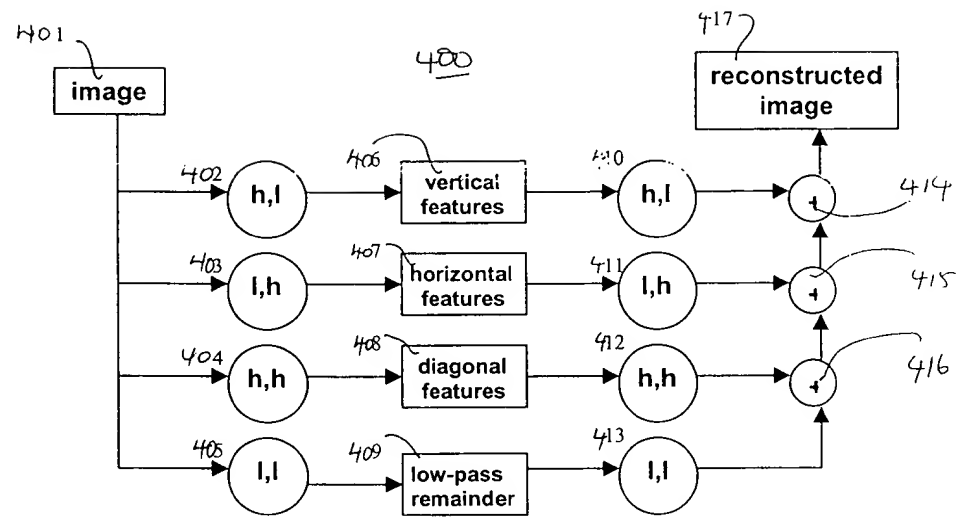 401
417
400
image
reconstructed
image
402
h,l
406
vertical
features
410
h,l
+
414
403
l,h
407
horizontal
features
411
l,h
+
415
404
h,h
408
diagonal
features
412
h,h
+
416
405
l,l
409
low-pass
remainder
413
l,l